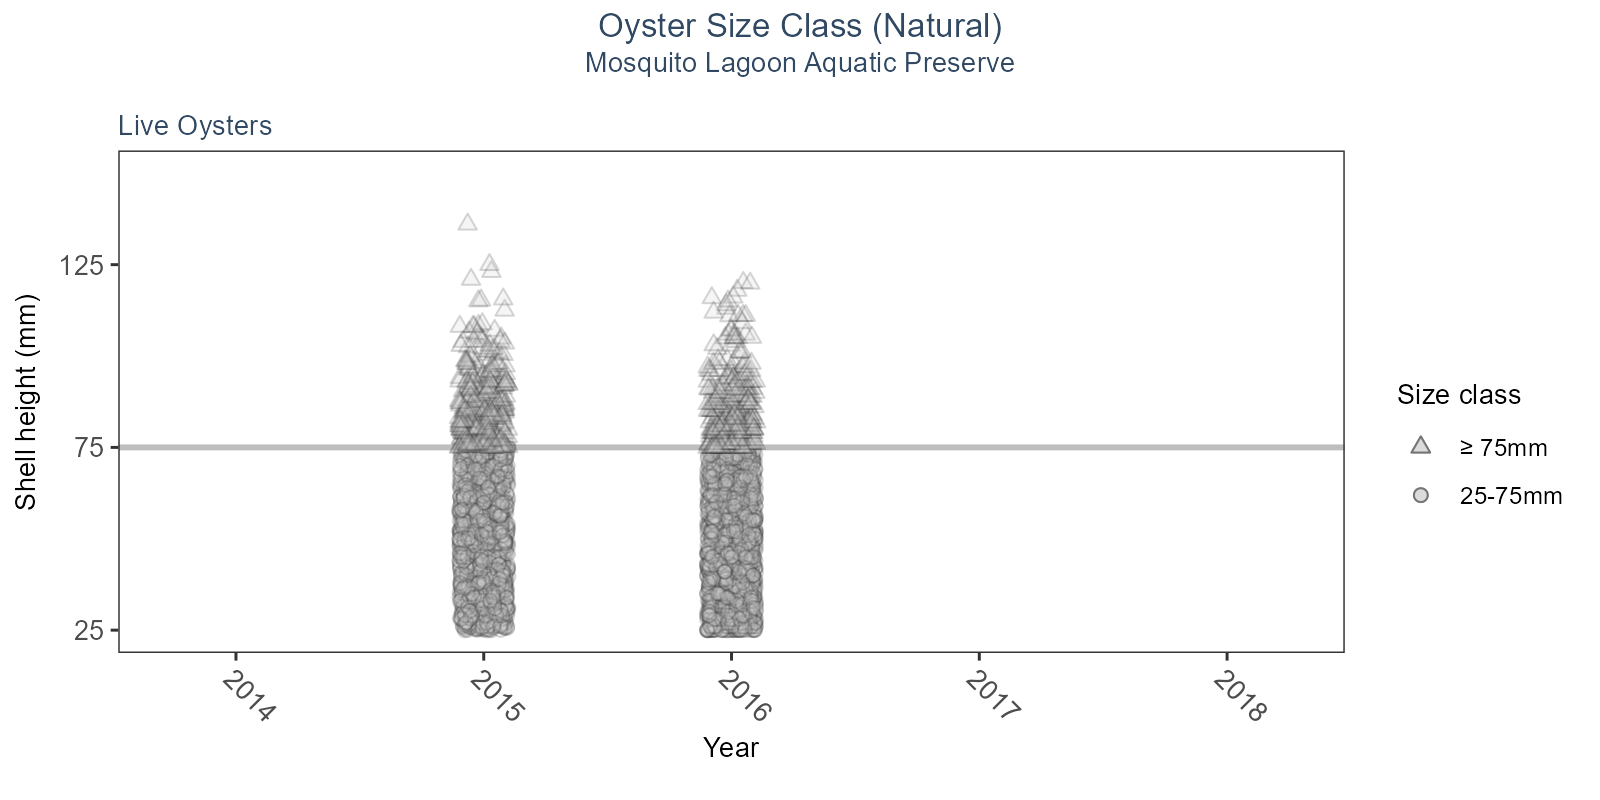 Oyster Size Class (Natural)
Mosquito Lagoon Aquatic Preserve
Live Oysters
Shell height (mm)
125
75
25
2014
2015
2016
2017
2018
Year
Size class
≥ 75mm
25-75mm